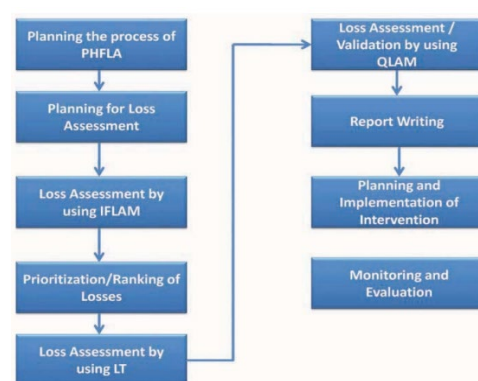 Planning the process of
PHFLA
Planning for Loss
Assessment
Loss Assessment by
using IFLAM
Prioritization/Ranking of
Losses
Loss Assessment by
using LT
Loss Assessment /
Validation by using
QLAM
Report Writing
Planning and
Implementation of
Intervention
Monitoring and
Evaluation